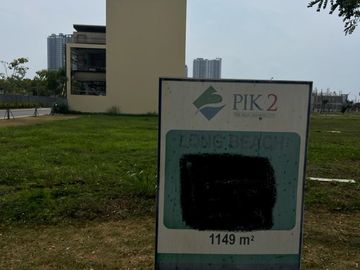 PIK 2
LONG BEACH
1149 m²